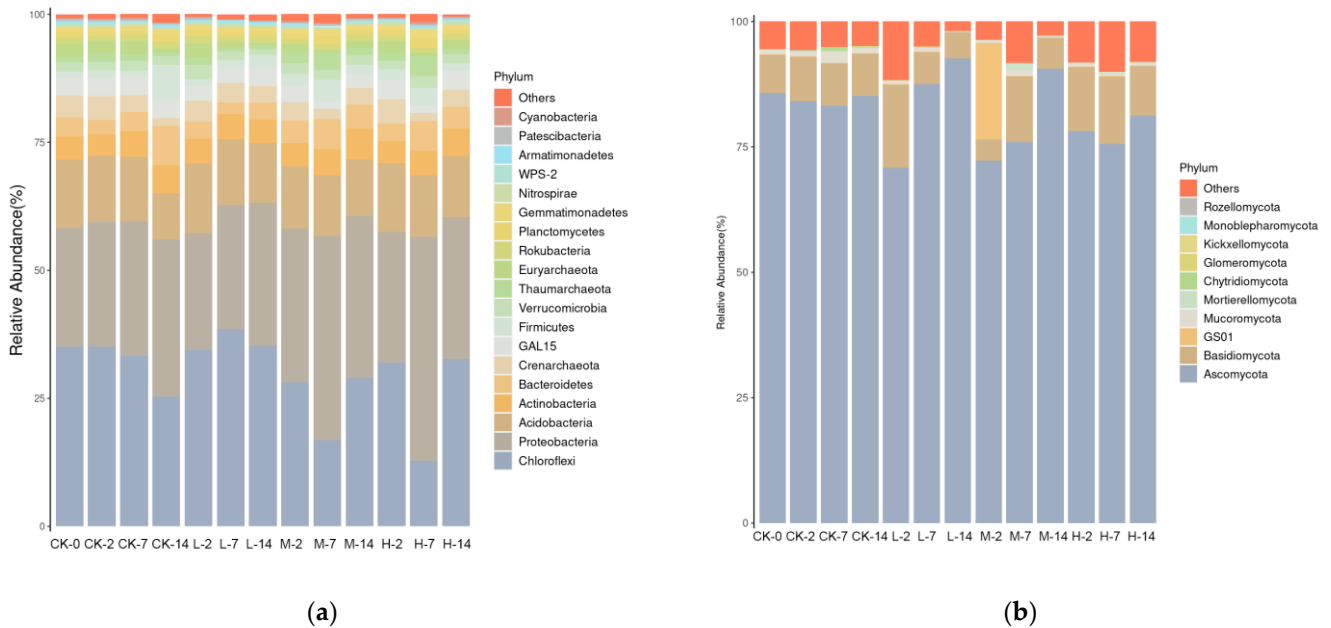 100
75
50
25
0
Relative Abundance(%)
CK-0 CK-2 CK-7 CK-14 L-2 L-7 L-14 M-2 M-7 M-14 H-2 H-7 H-14
Phylum
Others
Cyanobacteria
Patescibacteria
Armatimonadetes
WPS-2
Nitrospirae
Gemmatimonadetes
Planctomycetes
Rokubacteria
Euryarchaeota
Thaumarchaeota
Verrucomicrobia
Firmicutes
GAL15
Crenarchaeota
Bacteroidetes
Actinobacteria
Acidobacteria
Proteobacteria
Chloroflexi
(a)
100
75
50
25
0
Relative Abundance(%)
CK-0 CK-2 CK-7 CK-14 L-2 L-7 L-14 M-2 M-7 M-14 H-2 H-7 H-14
Phylum
Others
Rozellomycota
Monoblepharomycota
Kickxellomycota
Glomeromycota
Chytridiomycota
Mortierellomycota
Mucoromycota
GS01
Basidiomycota
Ascomycota
(b)